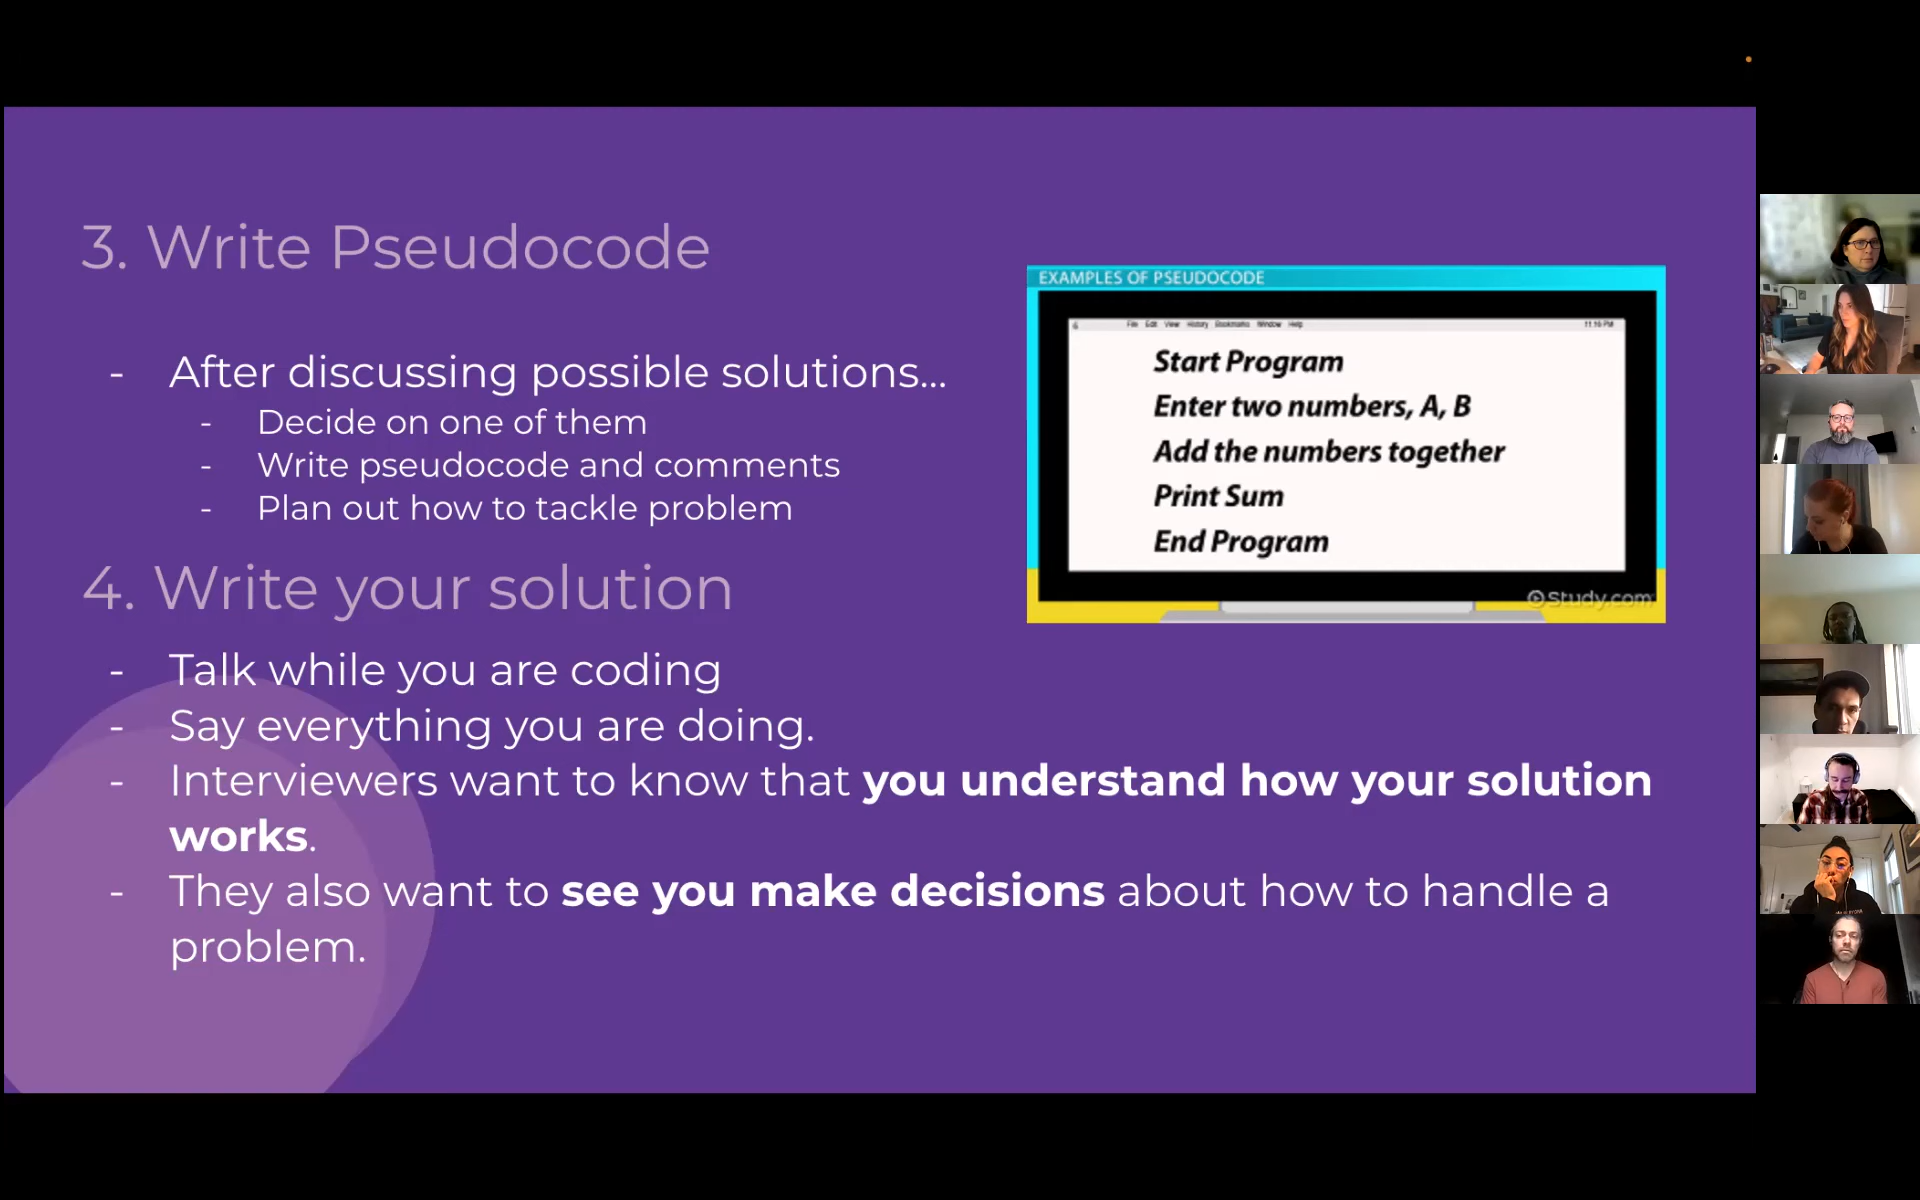 3. Write Pseudocode
- After discussing possible solutions...
- Decide on one of them
- Write pseudocode and comments
- Plan out how to tackle problem
4. Write your solution
- Talk while you are coding
- Say everything you are doing.
- Interviewers want to know that you understand how your solution
works.
- They also want to see you make decisions about how to handle a
problem.
EXAMPLES OF PSEUDOCODE
File Edit View History Bookmarks Window Help 11:16 PM
Start Program
Enter two numbers, A, B
Add the numbers together
Print Sum
End Program
Study.com